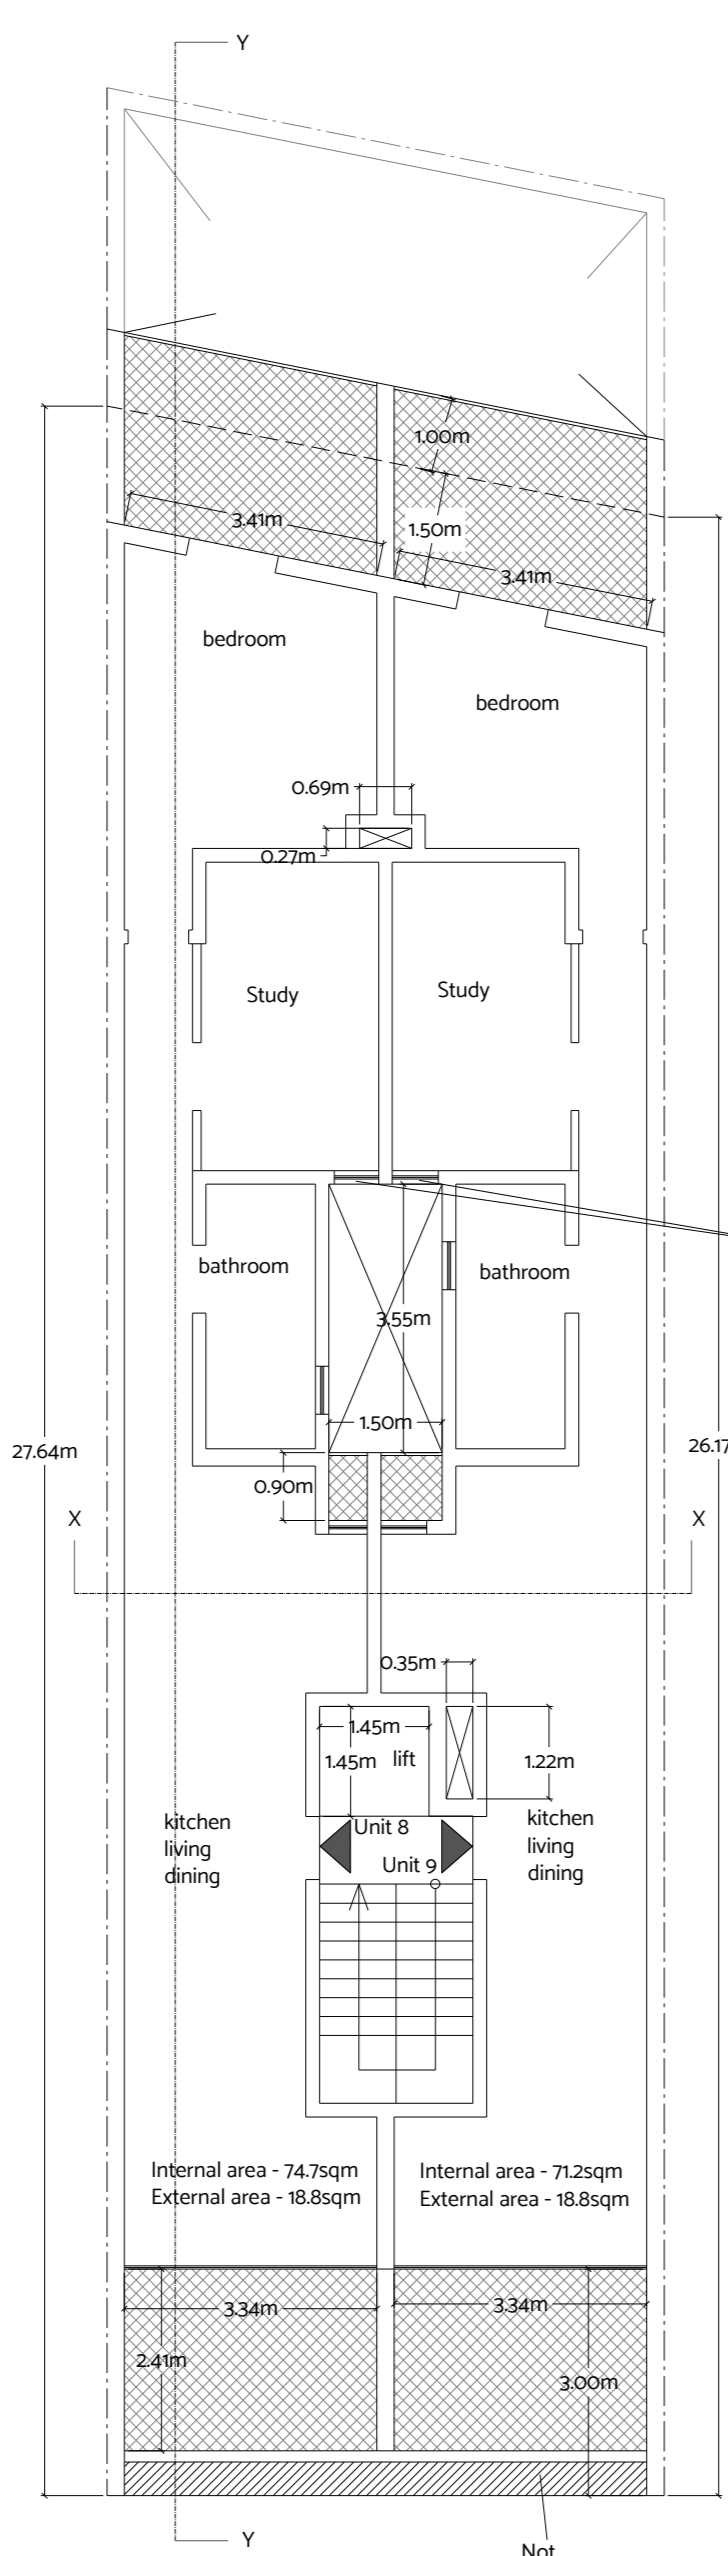 Y
1.00m
3.41m
1.50m
3.41m
bedroom
bedroom
0.69m
0.27m
Study
Study
bathroom
bathroom
3.55m
1.50m
27.64m
26.17
0.90m
X
X
0.35m
1.45m
1.45m
lift
1.22m
kitchen
living
dining
Unit 8
Unit 9
kitchen
living
dining
Internal area - 74.7sqm
External area - 18.8sqm
Internal area - 71.2sqm
External area - 18.8sqm
3.34m
3.34m
2.41m
3.00m
Y
Not